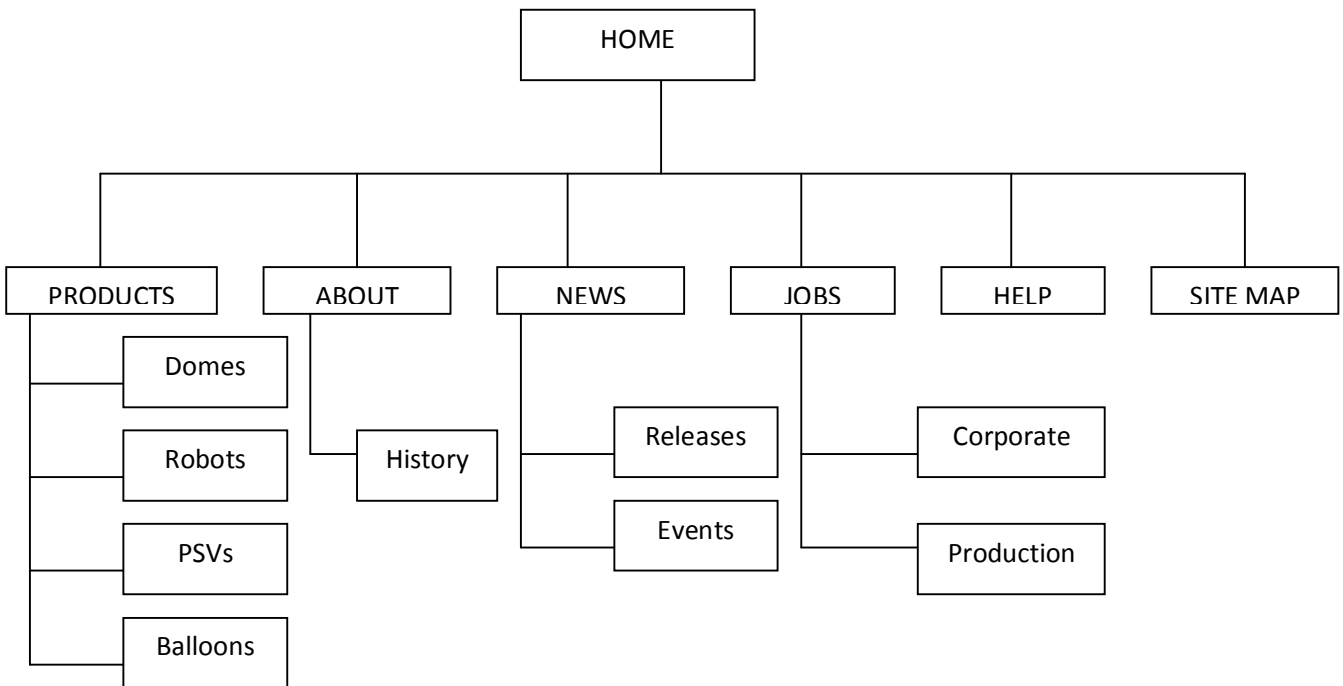 HOME
PRODUCTS
ABOUT
NEWS
JOBS
HELP
SITE MAP
Domes
Robots
PSVs
Balloons
History
Releases
Events
Corporate
Production